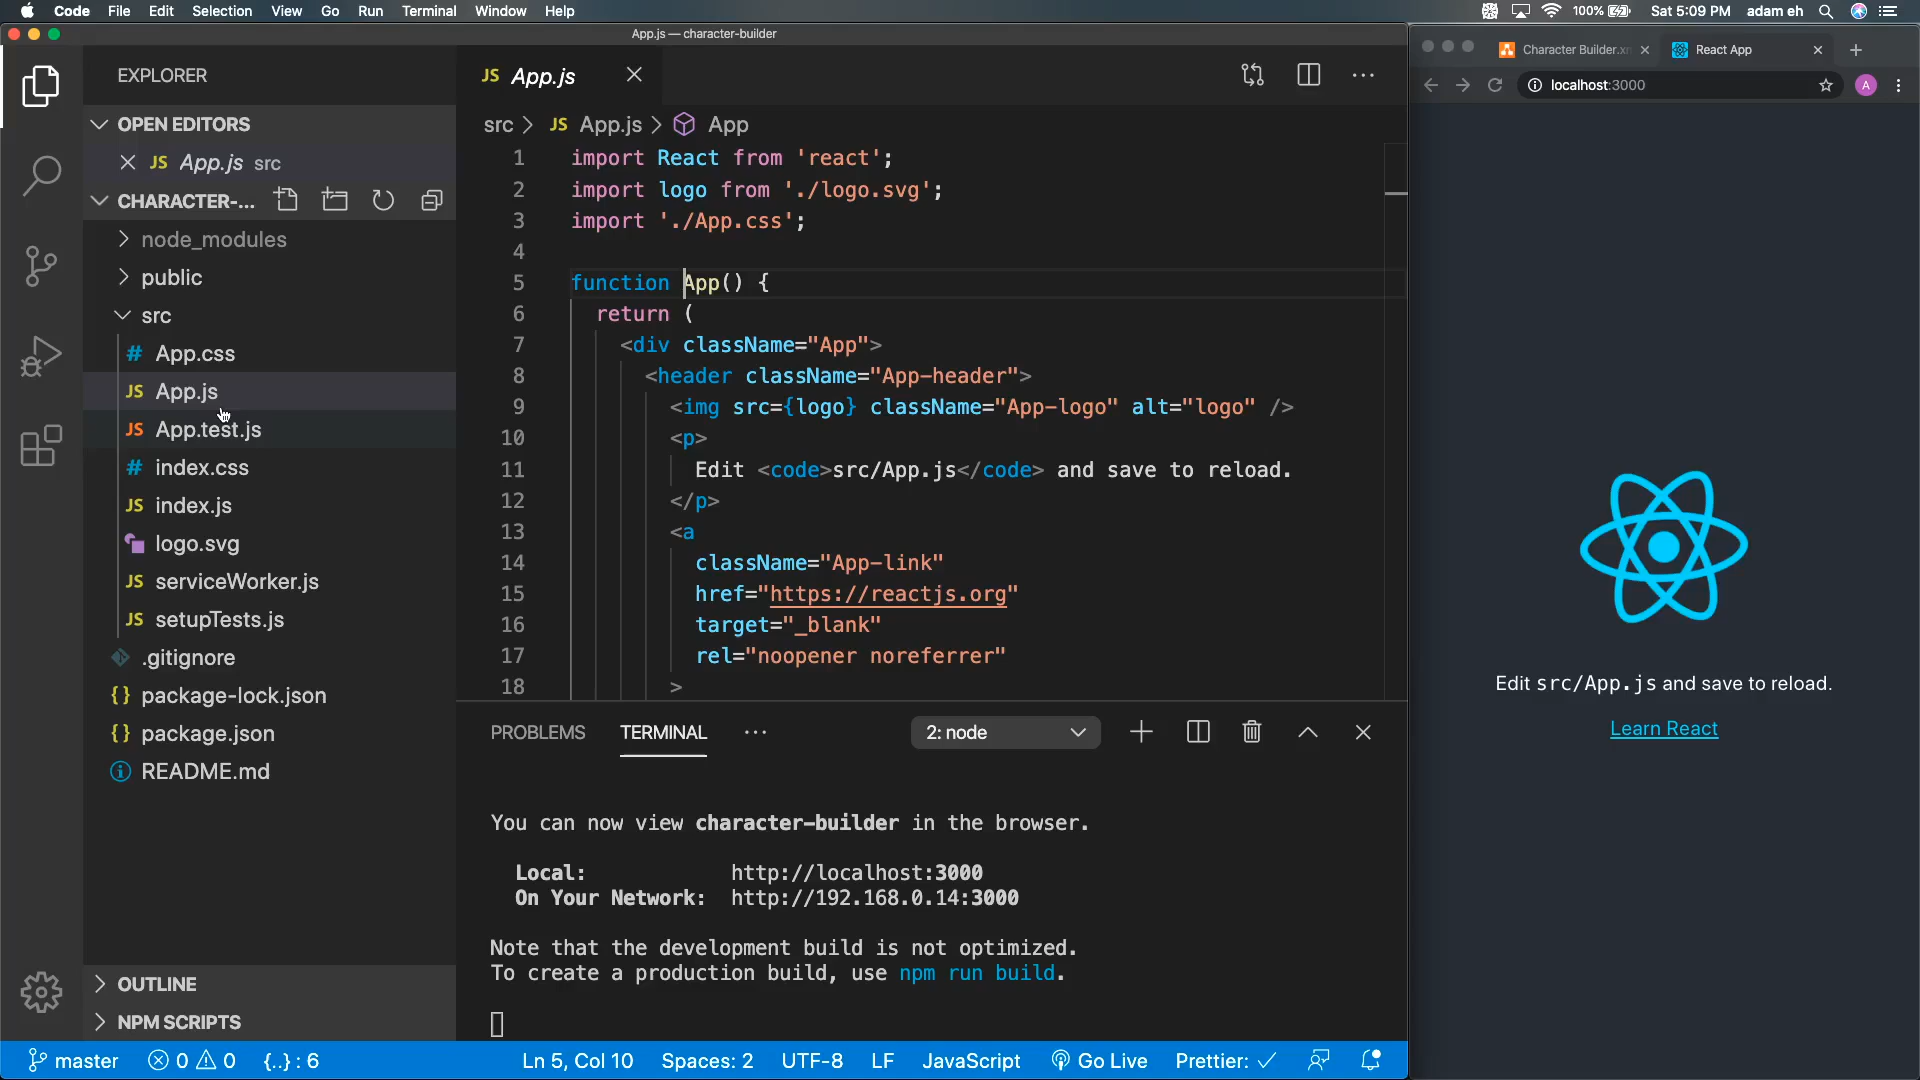 Code File Edit Selection View Go Run Terminal Window Help
100% Sat 5:09 PM adam eh
App.js — character-builder
EXPLORER
OPEN EDITORS
JS App.js src
CHARACTER-...
node_modules
public
src
# App.css
JS App.js
JS App.test.js
# index.css
JS index.js
logo.svg
JS serviceWorker.js
JS setupTests.js
.gitignore
{} package-lock.json
{} package.json
README.md
OUTLINE
NPM SCRIPTS
JS App.js
src > JS App.js > App
1 import React from 'react';
2 import logo from './logo.svg';
3 import './App.css';
4
5 function App() {
6 return (
7 <div className="App">
8 <header className="App-header">
9 <img src={logo} className="App-logo" alt="logo" />
10 <p>
11 Edit <code>src/App.js</code> and save to reload.
12 </p>
13 <a
14 className="App-link"
15 href="https://reactjs.org"
16 target="_blank"
17 rel="noopener noreferrer"
18 >
PROBLEMS TERMINAL ... 2: node
You can now view character-builder in the browser.
Local: http://localhost:3000
On Your Network: http://192.168.0.14:3000
Note that the development build is not optimized.
To create a production build, use npm run build.
master 0 0 {..} : 6 Ln 5, Col 10 Spaces: 2 UTF-8 LF JavaScript Go Live Prettier: ✓
Character Builder.xm
React App
localhost:3000
A
Edit src/App.js and save to reload.
Learn React